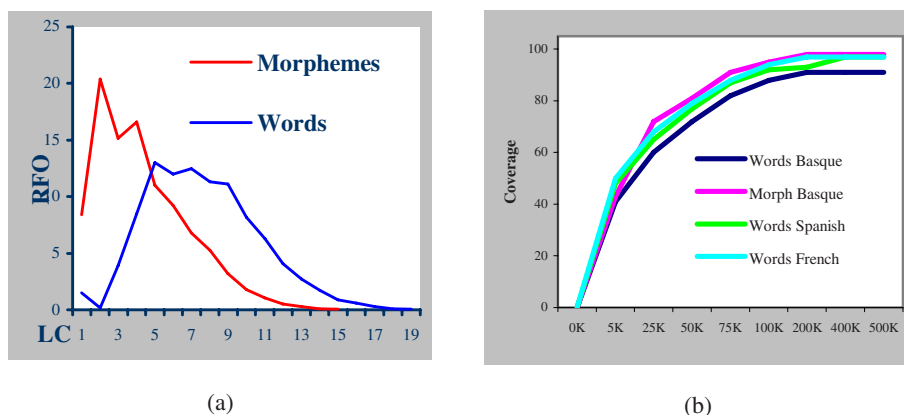 25
20
15
10
5
0
RFO
Morphemes
Words
LC
1 3 5 7 9 11 13 15 17 19
(a)
100
80
60
40
20
0
Coverage
Words Basque
Morph Basque
Words Spanish
Words French
0K 5K 25K 50K 75K 100K 200K 400K 500K
(b)